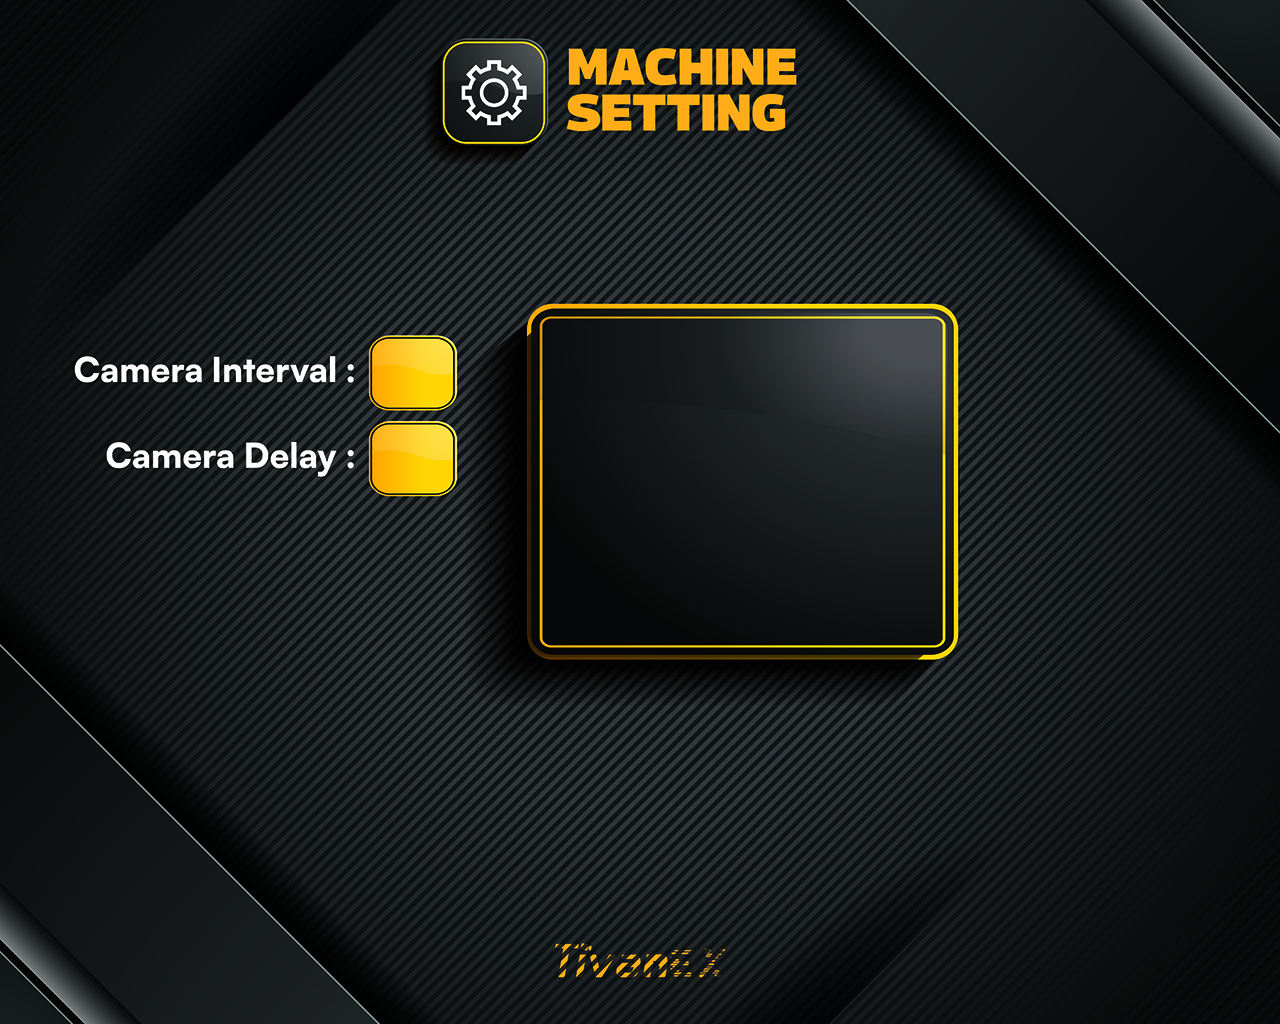 MACHINE
SETTING
Camera Interval :
Camera Delay :
TivanEX